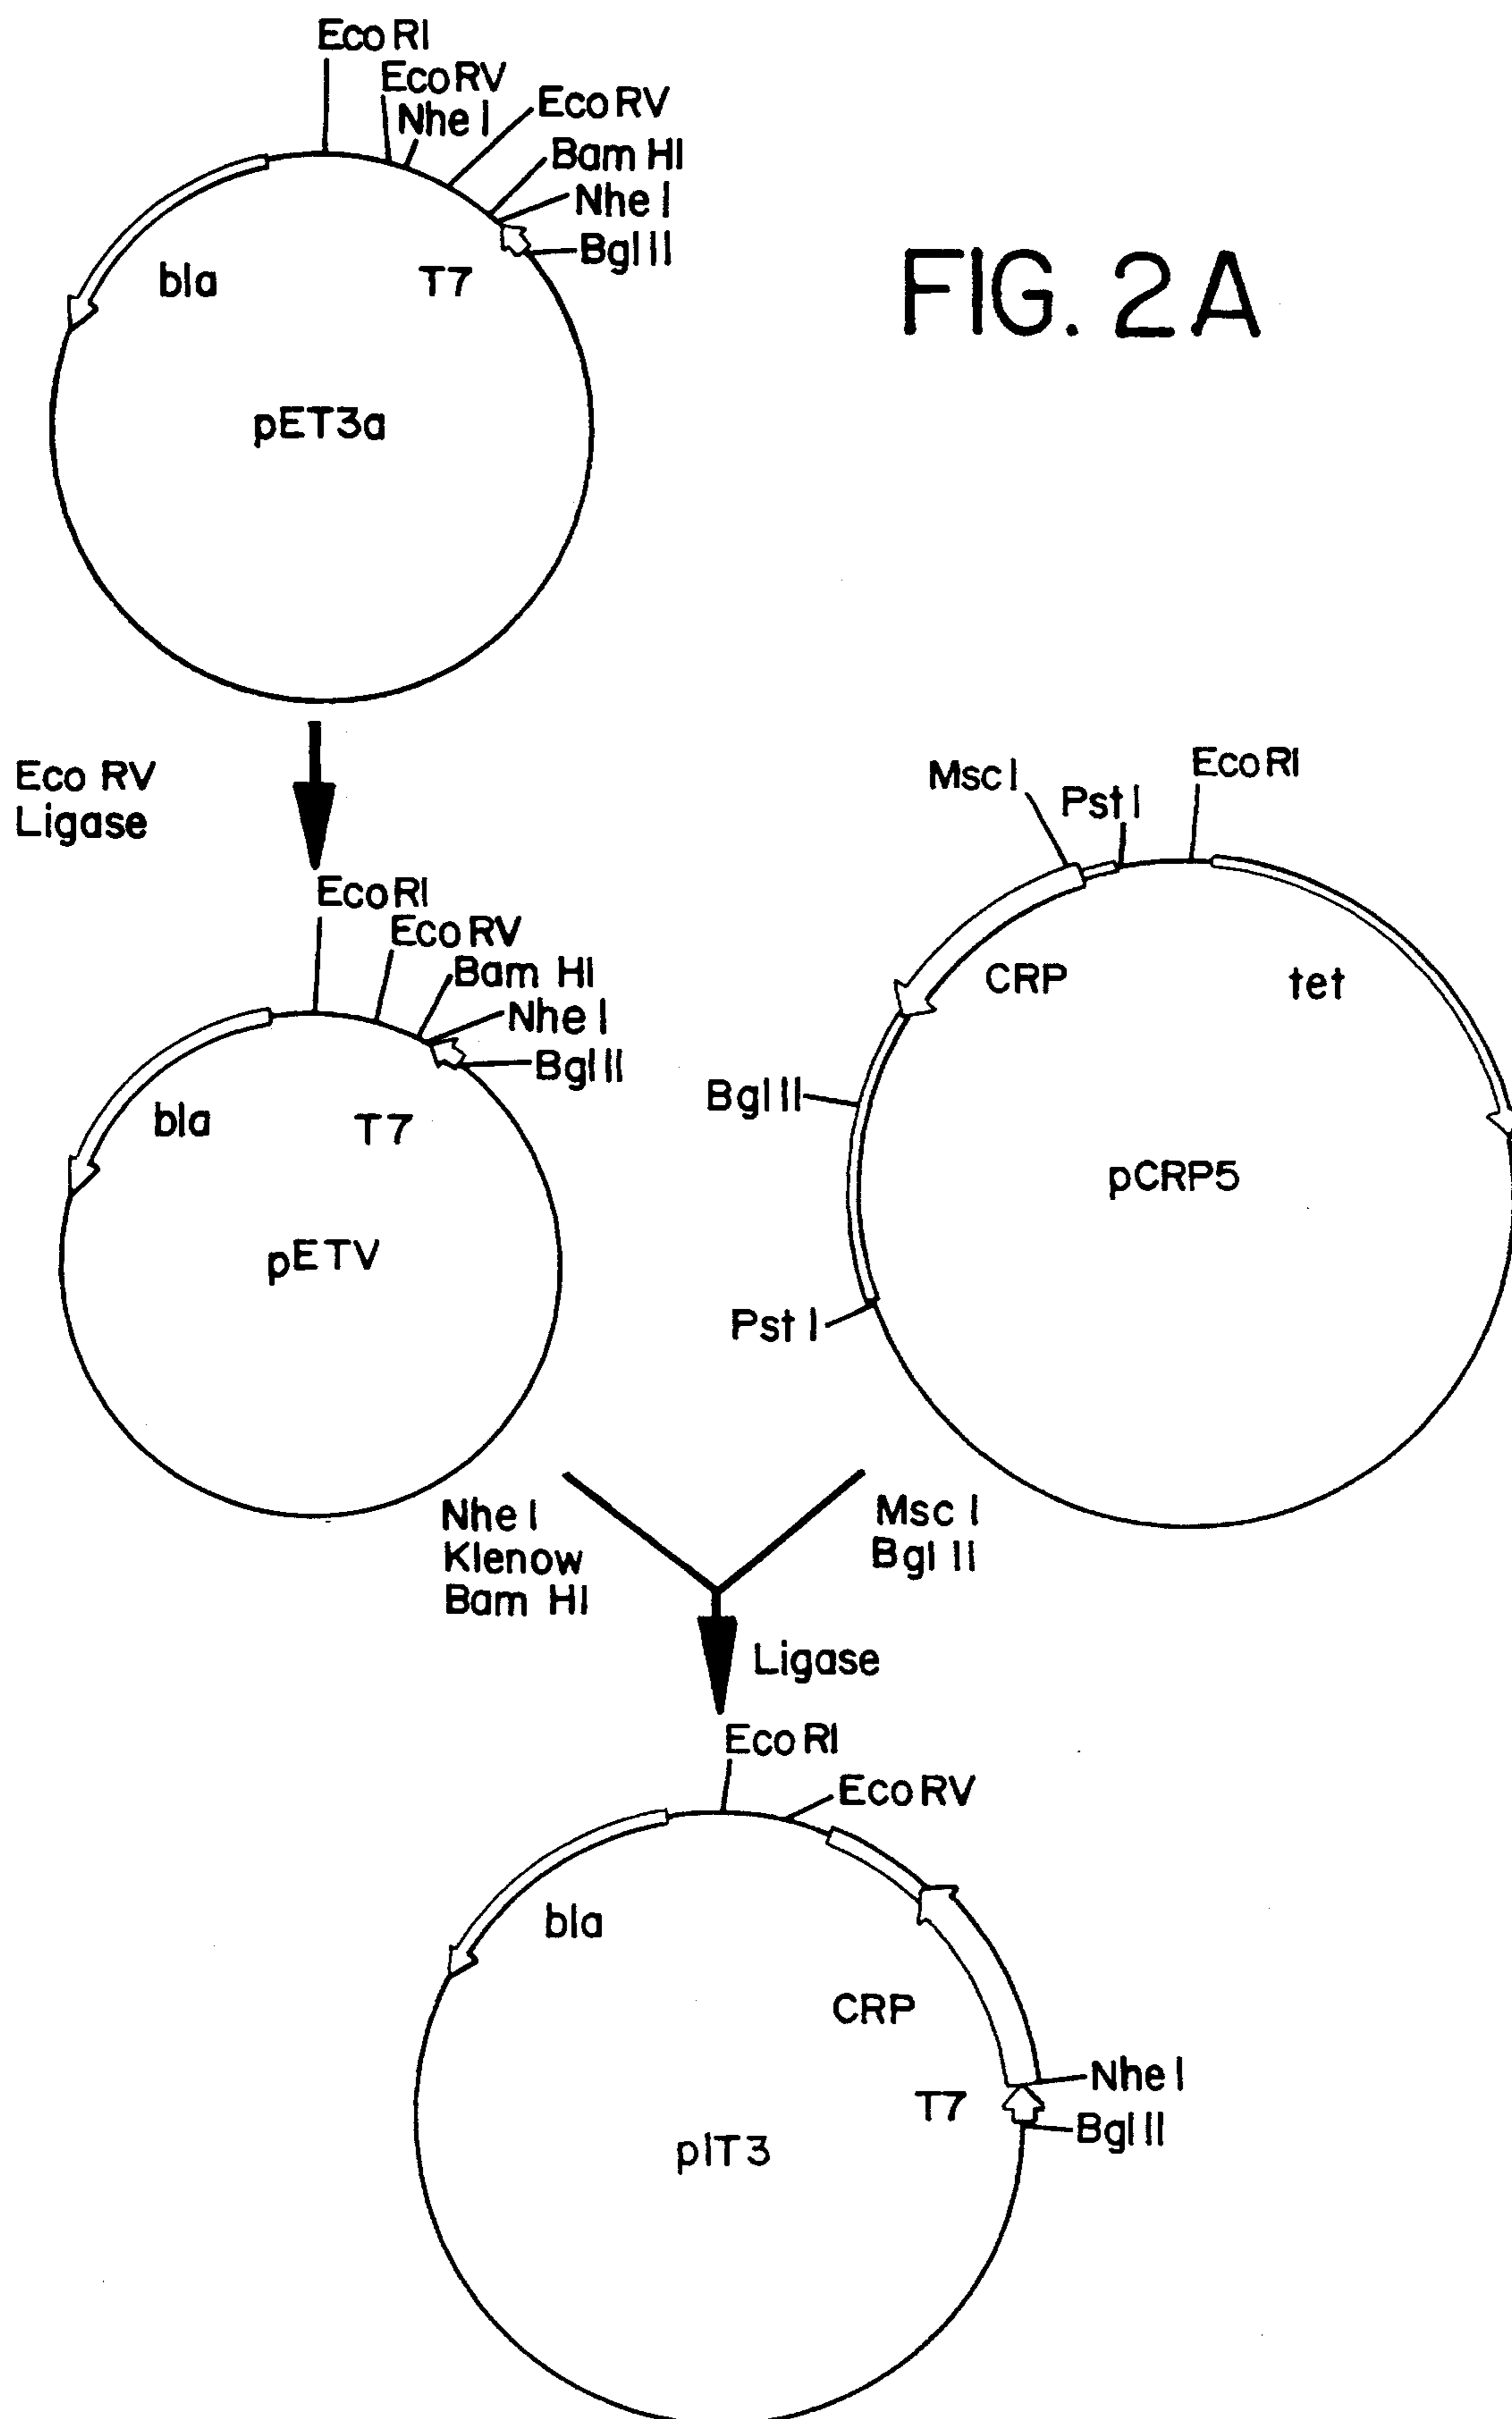 Eco RI
Eco RV
Nhe I
Eco RV
Bam HI
Nhe I
Bgl II
bla
T7
pET3a
FIG. 2A
Eco RV
Ligase
Eco RI
Eco RV
Bam HI
Nhe I
Bgl II
bla
T7
pETV
Msc I
Pst I
Eco RI
CRP
tet
Bgl II
pCRP5
Pst I
Nhe I
Klenow
Bam HI
Msc I
Bgl II
Ligase
Eco RI
Eco RV
bla
CRP
Nhe I
T7
Bgl II
pIT3